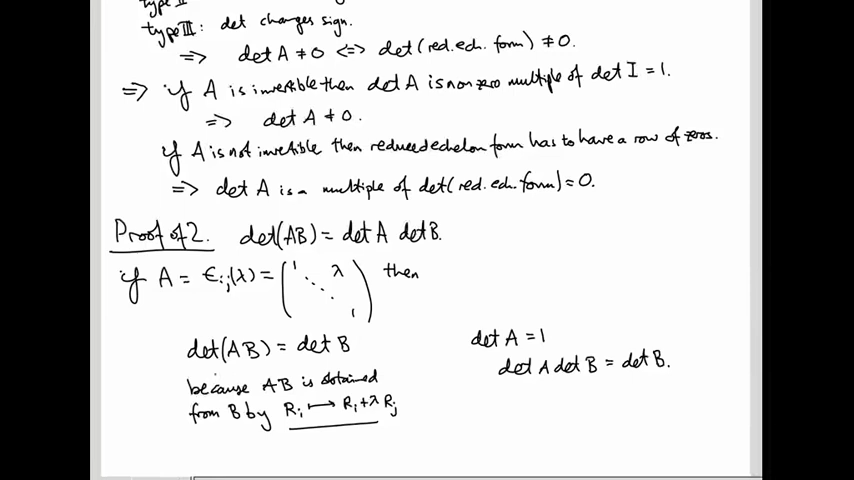 type II
type III: det changes sign.
=> det A ≠ 0 <=> det(red. ech. form) ≠ 0.
=> if A is invertible then det A is non zero multiple of det I = 1.
=> det A ≠ 0.
if A is not invertible then reduced echelon form has to have a row of zeros.
=> det A is a multiple of det(red. ech. form) = 0.
Proof of 2. det(AB) = det A det B.
if A = E_ij(λ) = ( 1 ⋱ λ ⋱ 1 ) then
det(AB) = det B det A = 1
det A det B = det B.
because AB is obtained
from B by R_i ↦ R_i + λ R_j